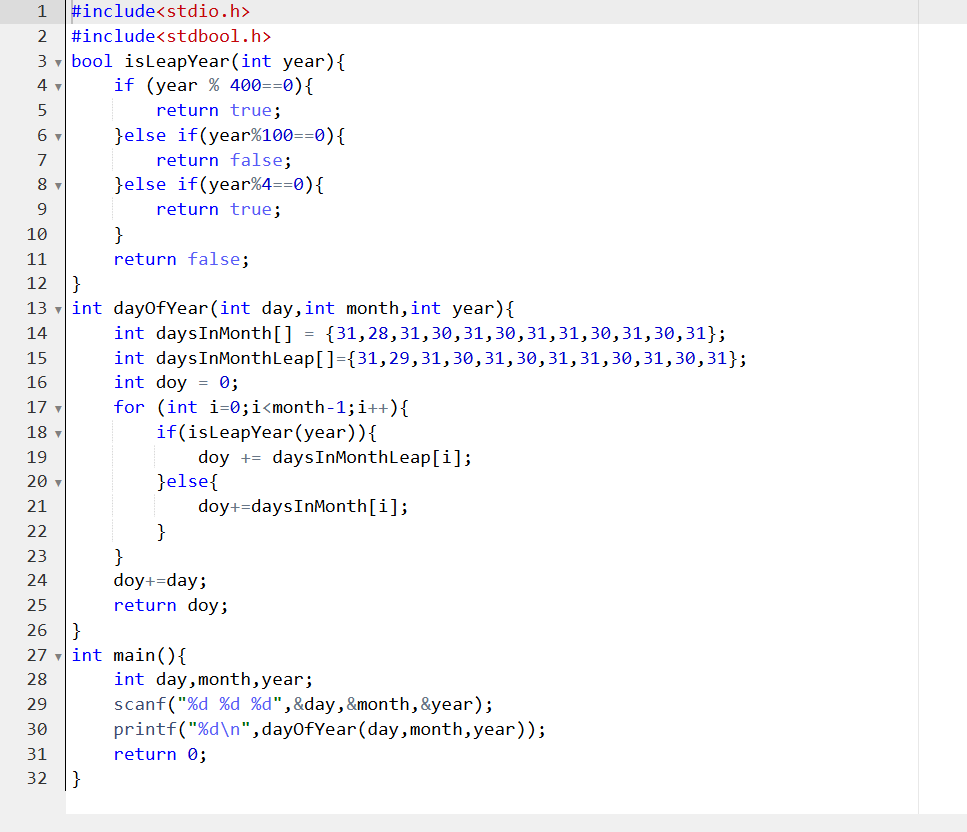 1 #include<stdio.h>
2 #include<stdbool.h>
3 bool isLeapYear(int year){
4     if (year % 400==0){
5         return true;
6     }else if(year%100==0){
7         return false;
8     }else if(year%4==0){
9         return true;
10     }
11     return false;
12 }
13 int dayOfYear(int day,int month,int year){
14     int daysInMonth[] = {31,28,31,30,31,30,31,31,30,31,30,31};
15     int daysInMonthLeap[]={31,29,31,30,31,30,31,31,30,31,30,31};
16     int doy = 0;
17     for (int i=0;i<month-1;i++){
18         if(isLeapYear(year)){
19             doy += daysInMonthLeap[i];
20         }else{
21             doy+=daysInMonth[i];
22         }
23     }
24     doy+=day;
25     return doy;
26 }
27 int main(){
28     int day,month,year;
29     scanf("%d %d %d",&day,&month,&year);
30     printf("%d\n",dayOfYear(day,month,year));
31     return 0;
32 }